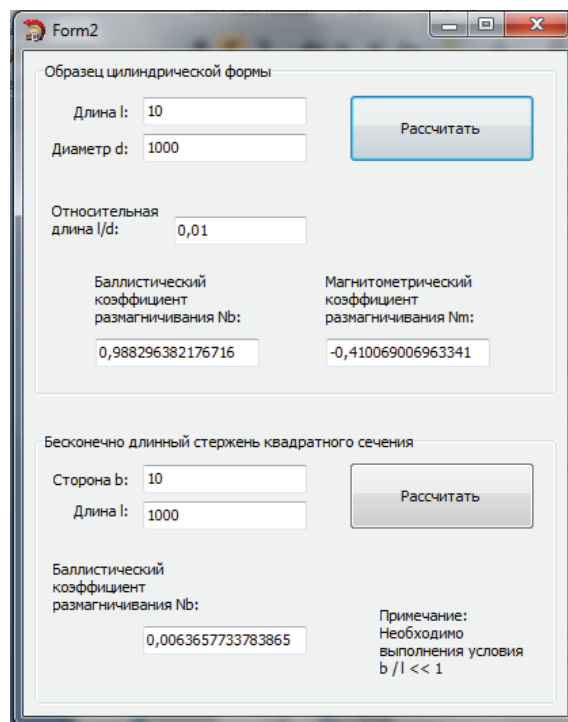 Form2
Образец цилиндрической формы
Длина l: 10
Рассчитать
Диаметр d: 1000
Относительная
длина l/d: 0,01
Баллистический
коэффициент
размагничивания Nb:
0,988296382176716
Магнитометрический
коэффициент
размагничивания Nm:
-0,410069006963341
Бесконечно длинный стержень квадратного сечения
Сторона b: 10
Рассчитать
Длина l: 1000
Баллистический
коэффициент
размагничивания Nb:
0,0063657733783865
Примечание:
Необходимо
выполнения условия
b / l << 1